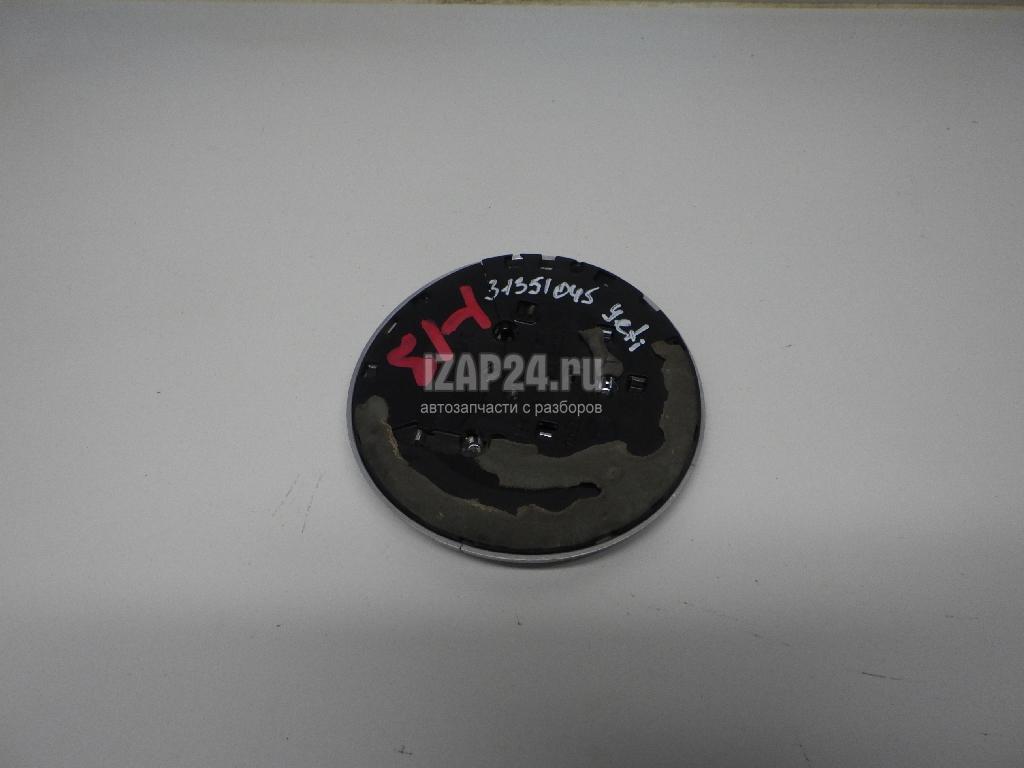 31351045 yeti
iZAP24.ru
автозапчасти с разборов